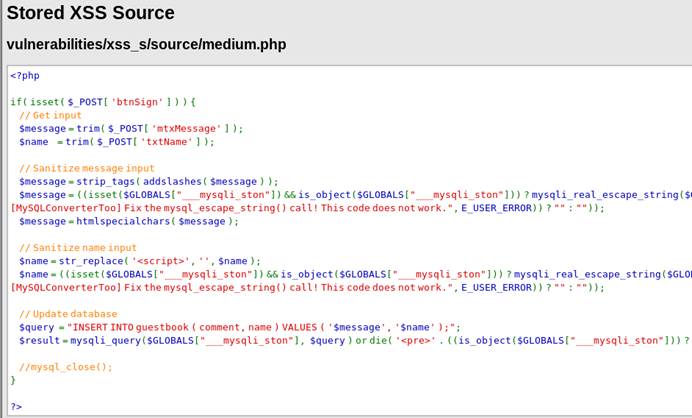 Stored XSS Source
vulnerabilities/xss_s/source/medium.php
<?php
if( isset( $_POST[ 'btnSign' ] ) ) {
// Get input
$message = trim( $_POST[ 'mtxMessage' ] );
$name = trim( $_POST[ 'txtName' ] );
// Sanitize message input
$message = strip_tags( addslashes( $message ) );
$message = ((isset($GLOBALS["___mysqli_ston"]) && is_object($GLOBALS["___mysqli_ston"])) ? mysqli_real_escape_string($G
[MySQLConverterToo] Fix the mysql_escape_string() call! This code does not work.", E_USER_ERROR)) ? "" : ""));
$message = htmlspecialchars( $message );
// Sanitize name input
$name = str_replace( '<script>', '', $name );
$name = ((isset($GLOBALS["___mysqli_ston"]) && is_object($GLOBALS["___mysqli_ston"])) ? mysqli_real_escape_string($GLO
[MySQLConverterToo] Fix the mysql_escape_string() call! This code does not work.", E_USER_ERROR)) ? "" : ""));
// Update database
$query = "INSERT INTO guestbook ( comment, name ) VALUES ( '$message', '$name' );";
$result = mysqli_query($GLOBALS["___mysqli_ston"], $query ) or die( '<pre>' . ((is_object($GLOBALS["___mysqli_ston"])) ?
//mysql_close();
}
?>